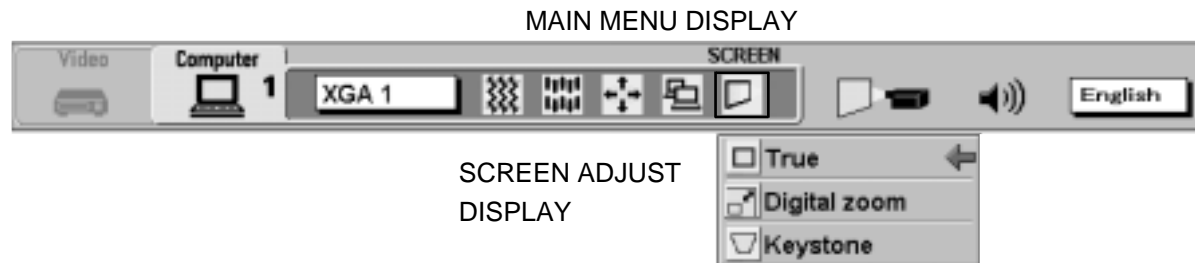 MAIN MENU DISPLAY
Video Computer SCREEN
1 XGA 1 English
SCREEN ADJUST
DISPLAY
True
Digital zoom
Keystone